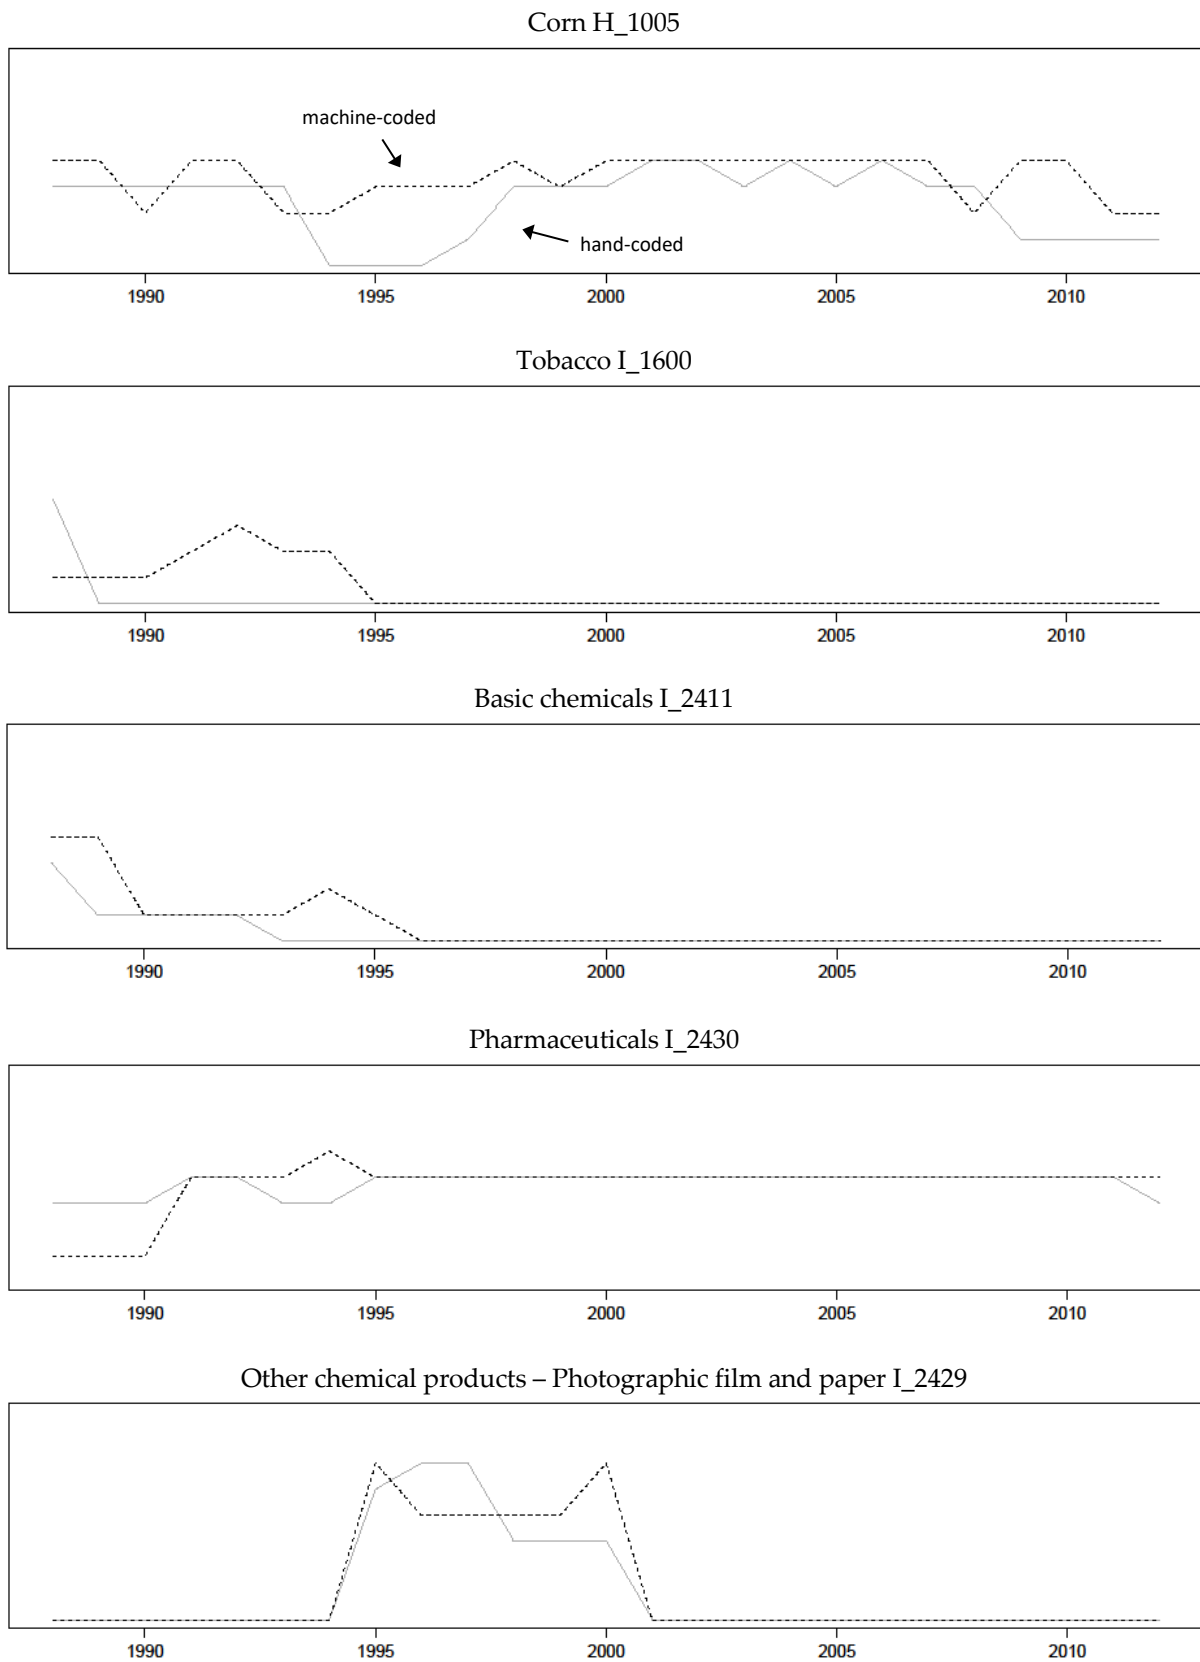 Corn H_1005
machine-coded
hand-coded
1990 1995 2000 2005 2010
Tobacco I_1600
1990 1995 2000 2005 2010
Basic chemicals I_2411
1990 1995 2000 2005 2010
Pharmaceuticals I_2430
1990 1995 2000 2005 2010
Other chemical products – Photographic film and paper I_2429
1990 1995 2000 2005 2010